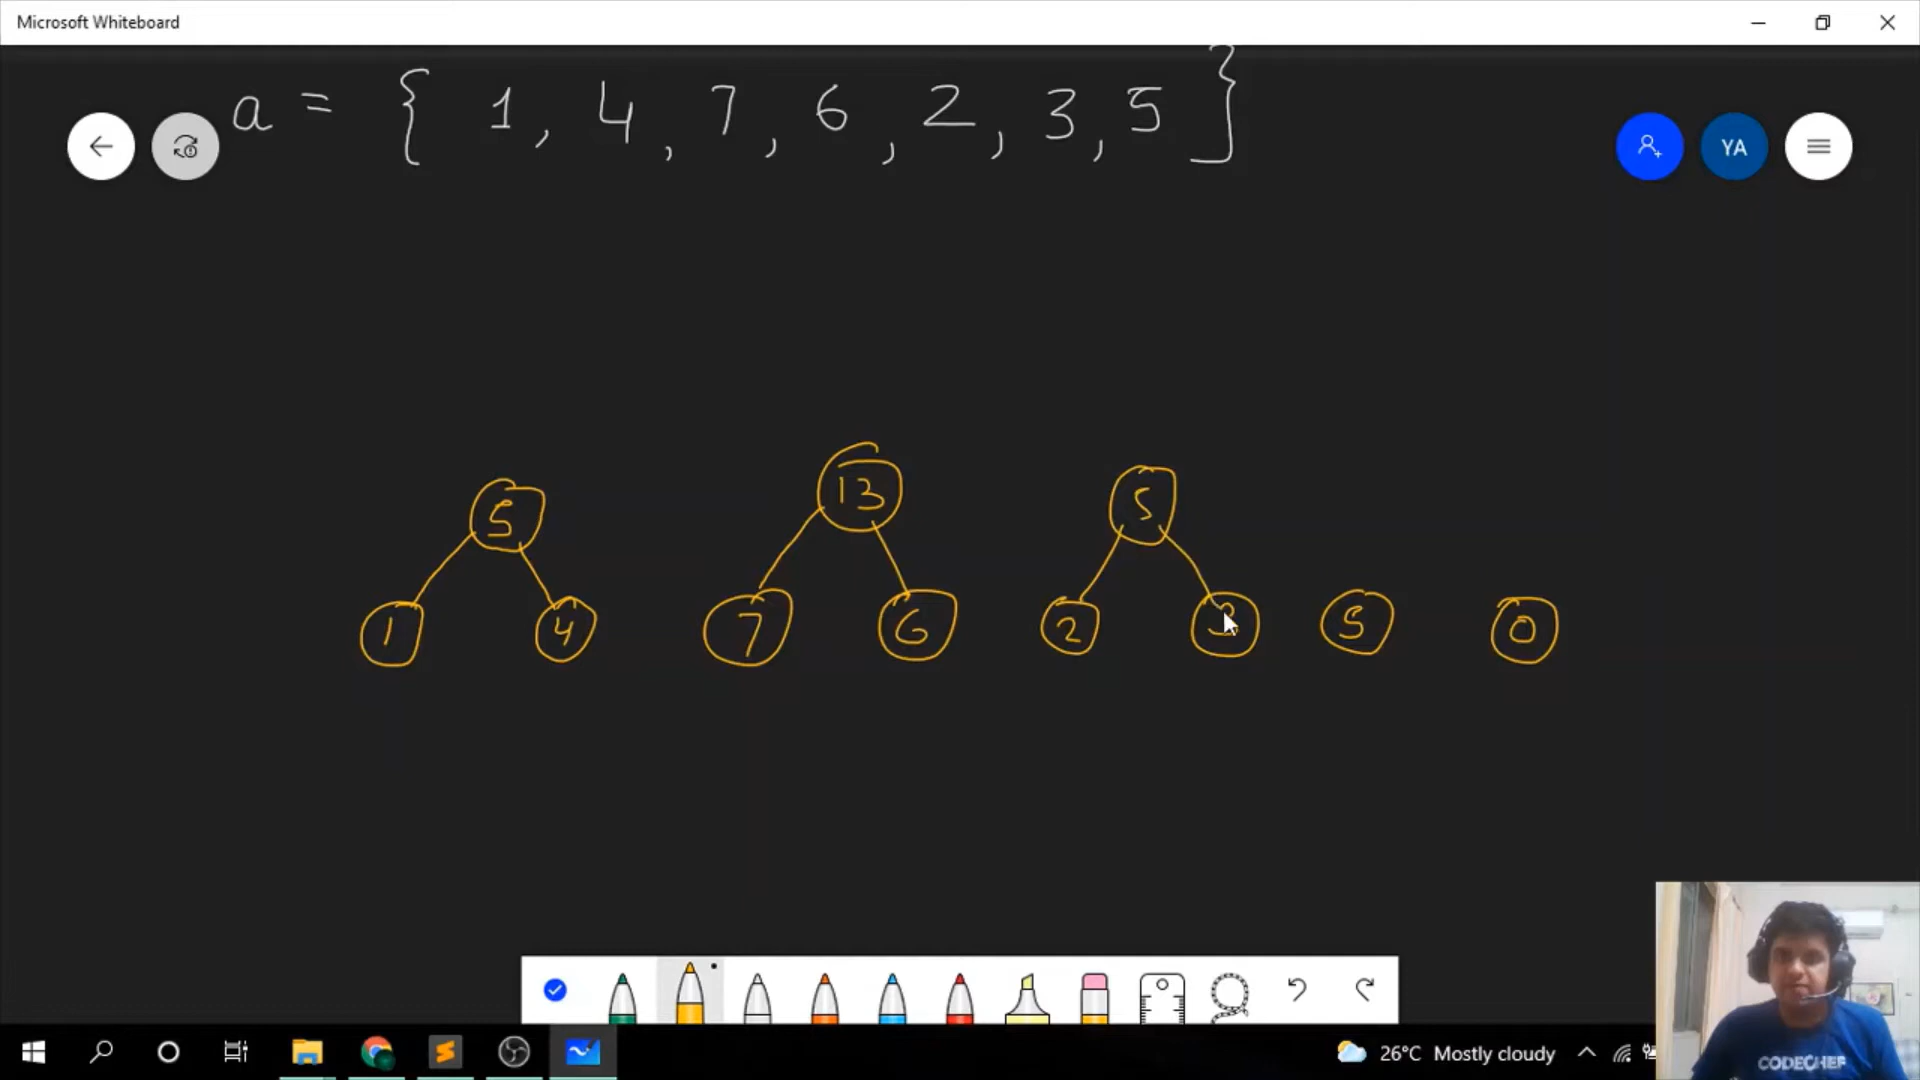 Microsoft Whiteboard
a = { 1, 4, 7, 6, 2, 3, 5 }
YA
5 13 5
1 4 7 6 2 3 5 0
26°C Mostly cloudy
CODECHEF